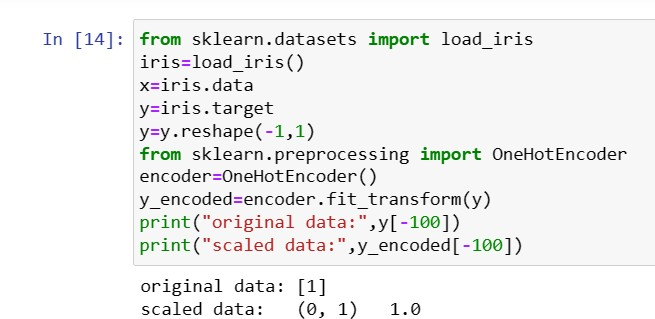 In [14]: from sklearn.datasets import load_iris
iris=load_iris()
x=iris.data
y=iris.target
y=y.reshape(-1,1)
from sklearn.preprocessing import OneHotEncoder
encoder=OneHotEncoder()
y_encoded=encoder.fit_transform(y)
print("original data:",y[-100])
print("scaled data:",y_encoded[-100])
original data: [1]
scaled data:   (0, 1)   1.0